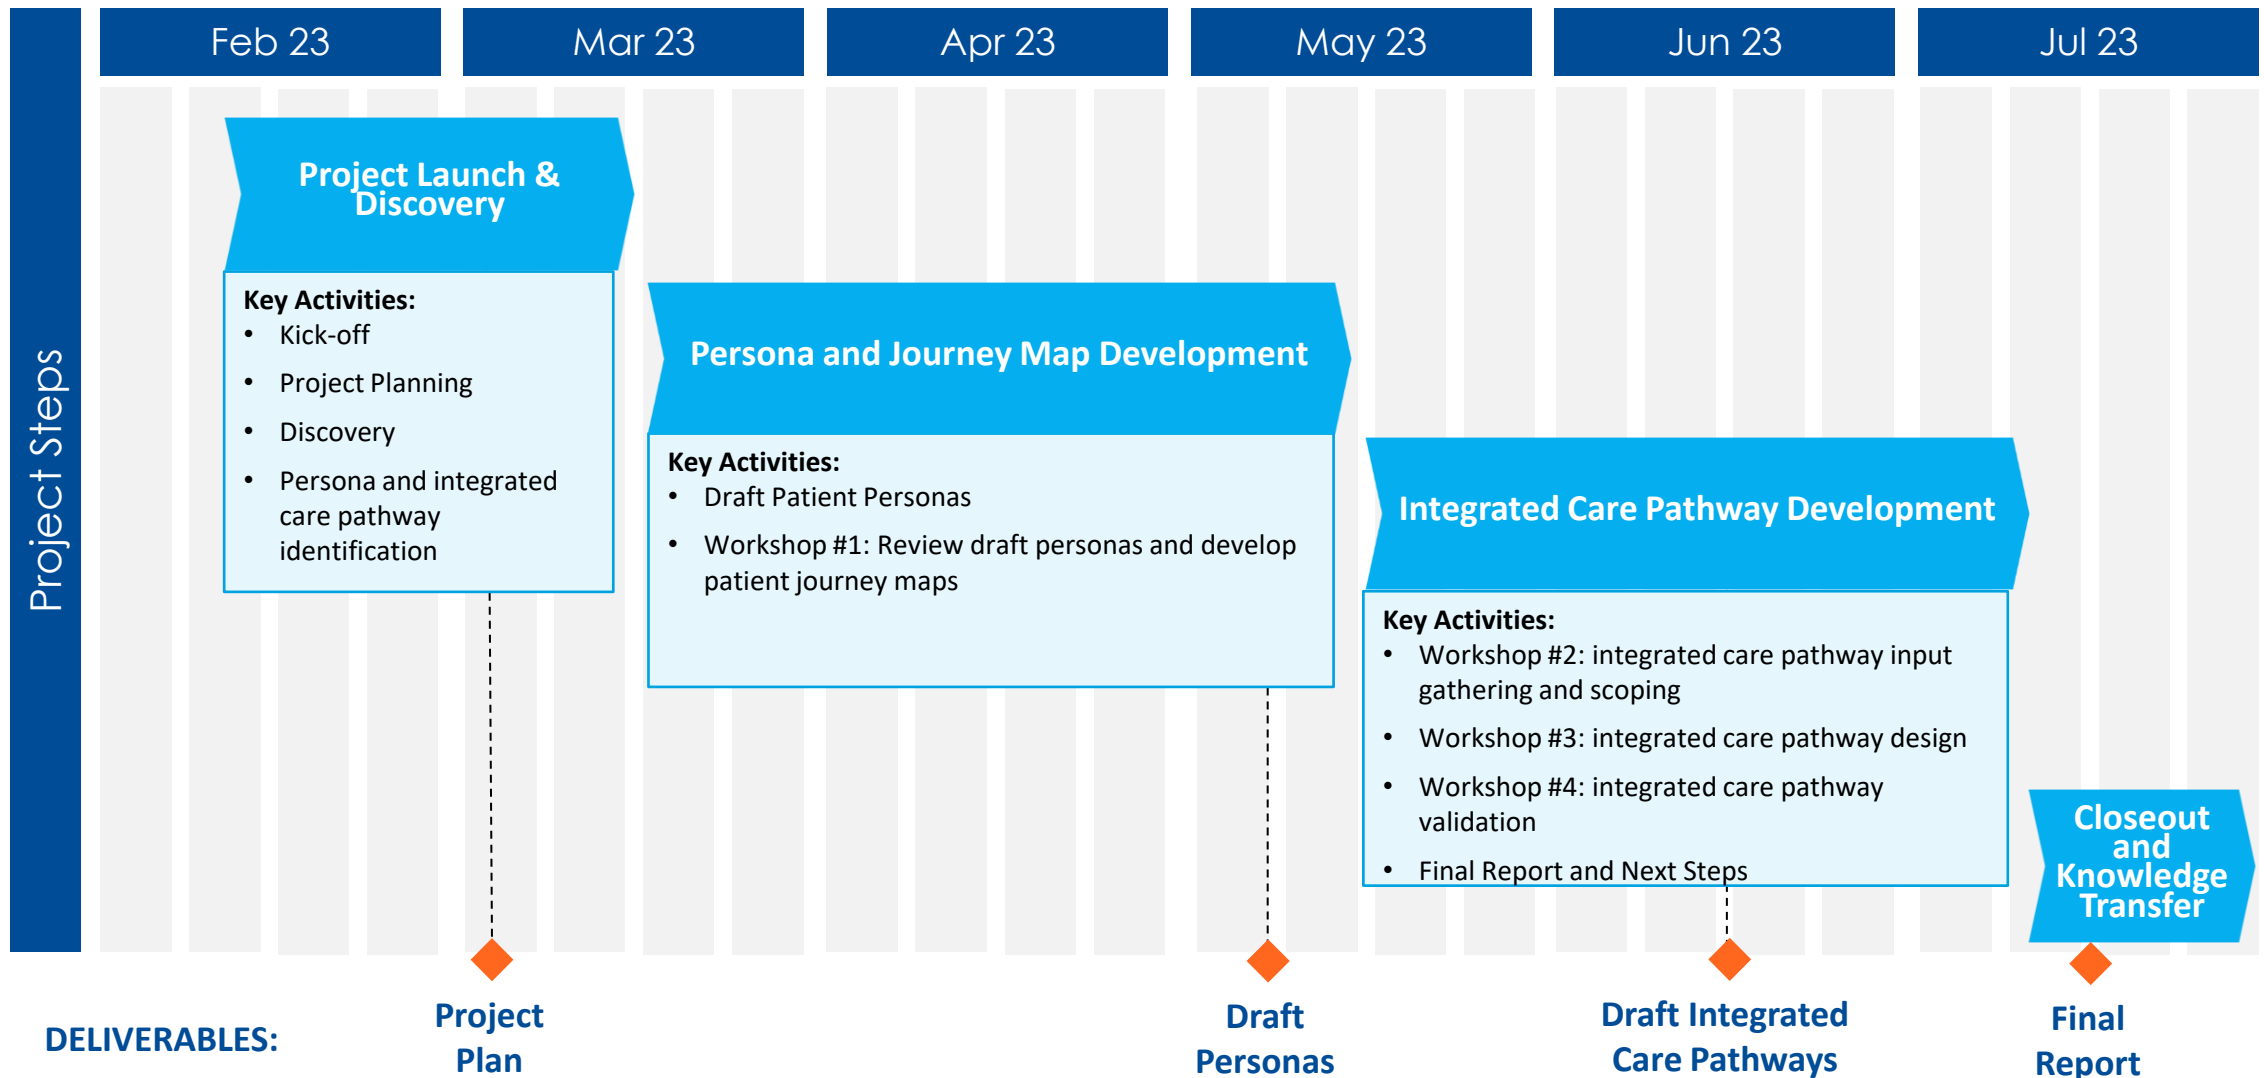 Feb 23
Mar 23
Apr 23
May 23
Jun 23
Jul 23
Project Steps
Project Launch &
Discovery
Key Activities:
• Kick-off
• Project Planning
• Discovery
• Persona and integrated
care pathway
identification
Persona and Journey Map Development
Key Activities:
• Draft Patient Personas
• Workshop #1: Review draft personas and develop
patient journey maps
Integrated Care Pathway Development
Key Activities:
• Workshop #2: integrated care pathway input
gathering and scoping
• Workshop #3: integrated care pathway design
• Workshop #4: integrated care pathway
validation
• Final Report and Next Steps
Closeout
and
Knowledge
Transfer
DELIVERABLES:
Project
Plan
Draft
Personas
Draft Integrated
Care Pathways
Final
Report